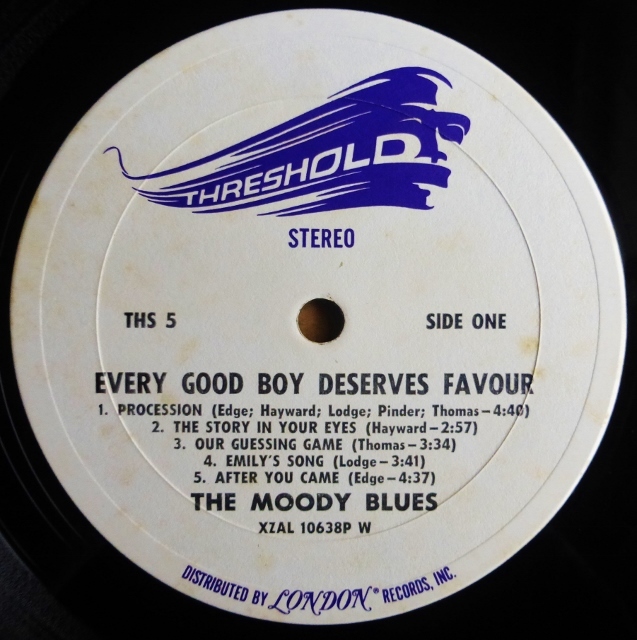 THRESHOLD
STEREO
THS 5
SIDE ONE
EVERY GOOD BOY DESERVES FAVOUR
1. PROCESSION (Edge; Hayward; Lodge; Pinder; Thomas–4:40)
2. THE STORY IN YOUR EYES (Hayward–2:57)
3. OUR GUESSING GAME (Thomas–3:34)
4. EMILY'S SONG (Lodge–3:41)
5. AFTER YOU CAME (Edge–4:37)
THE MOODY BLUES
XZAL 10638P W
DISTRIBUTED BY LONDON® RECORDS, INC.